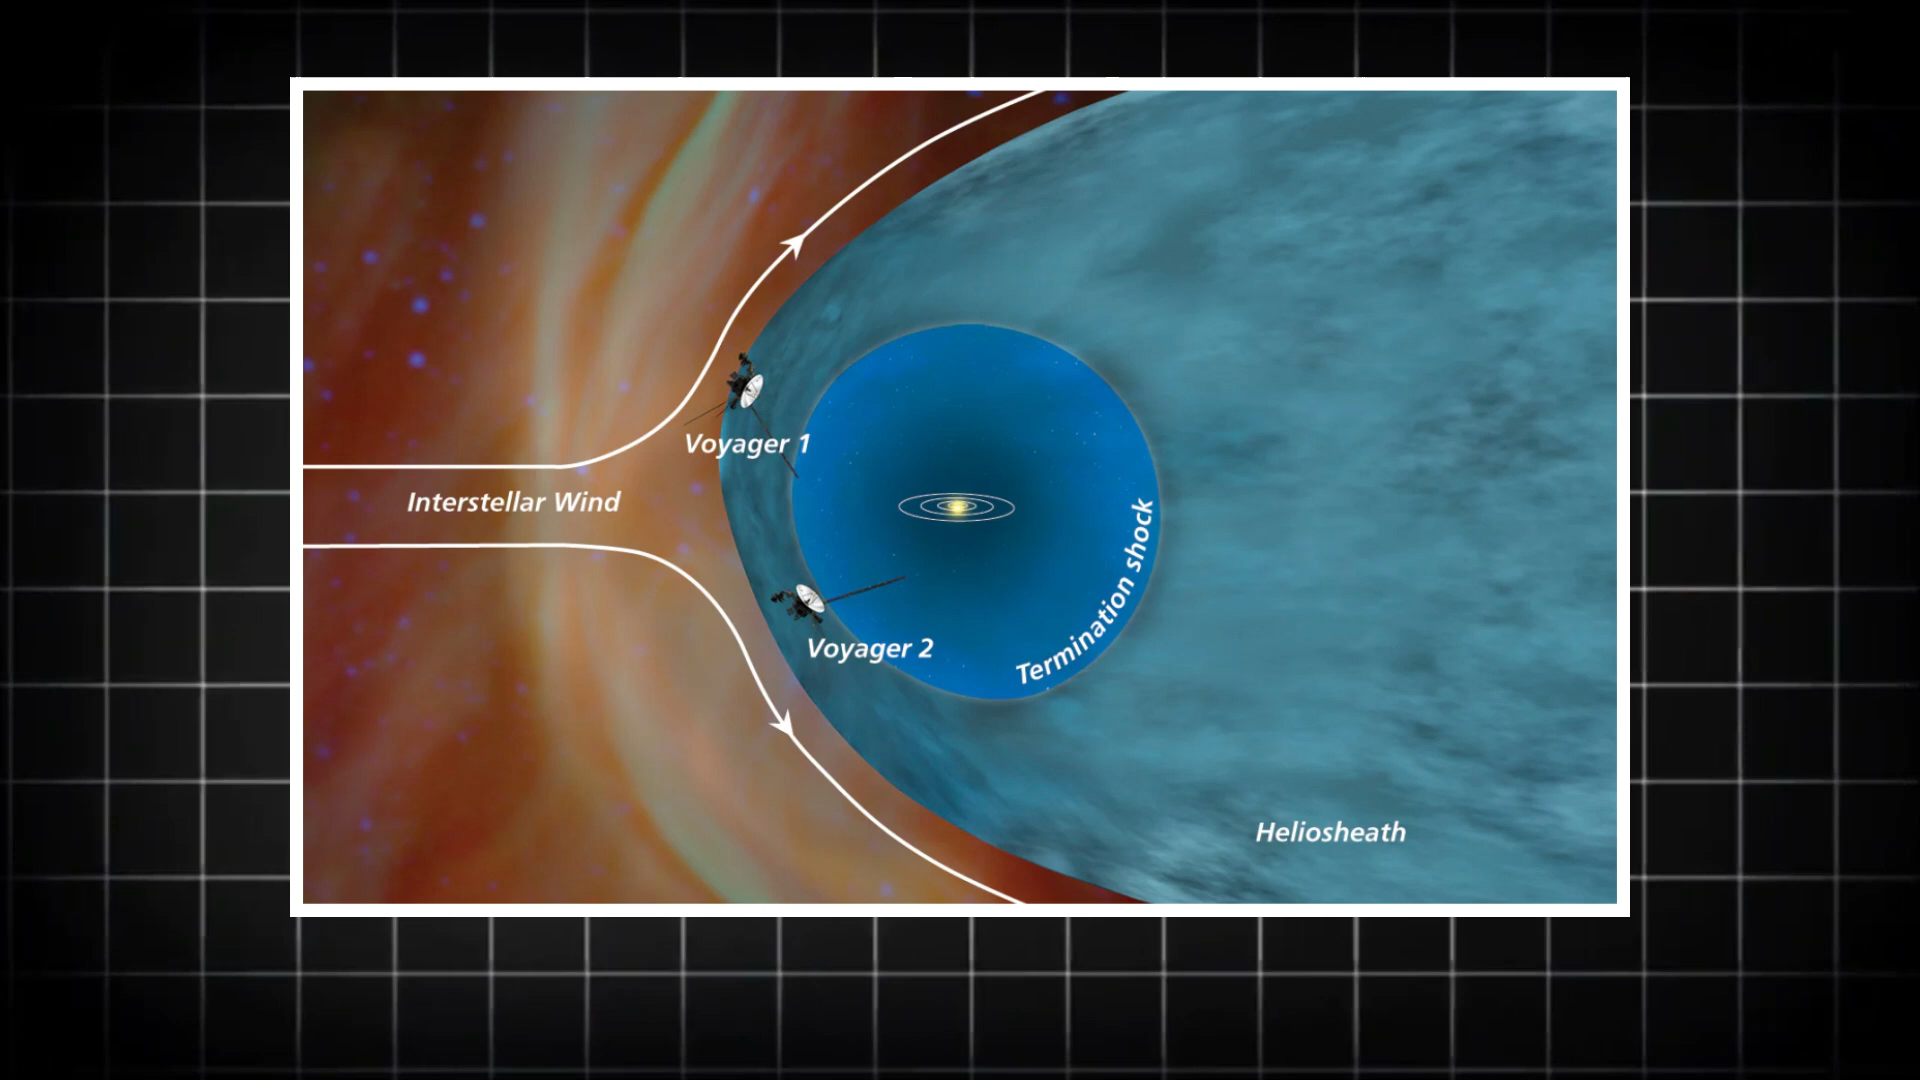 Voyager 1
Interstellar Wind
Termination shock
Voyager 2
Heliosheath